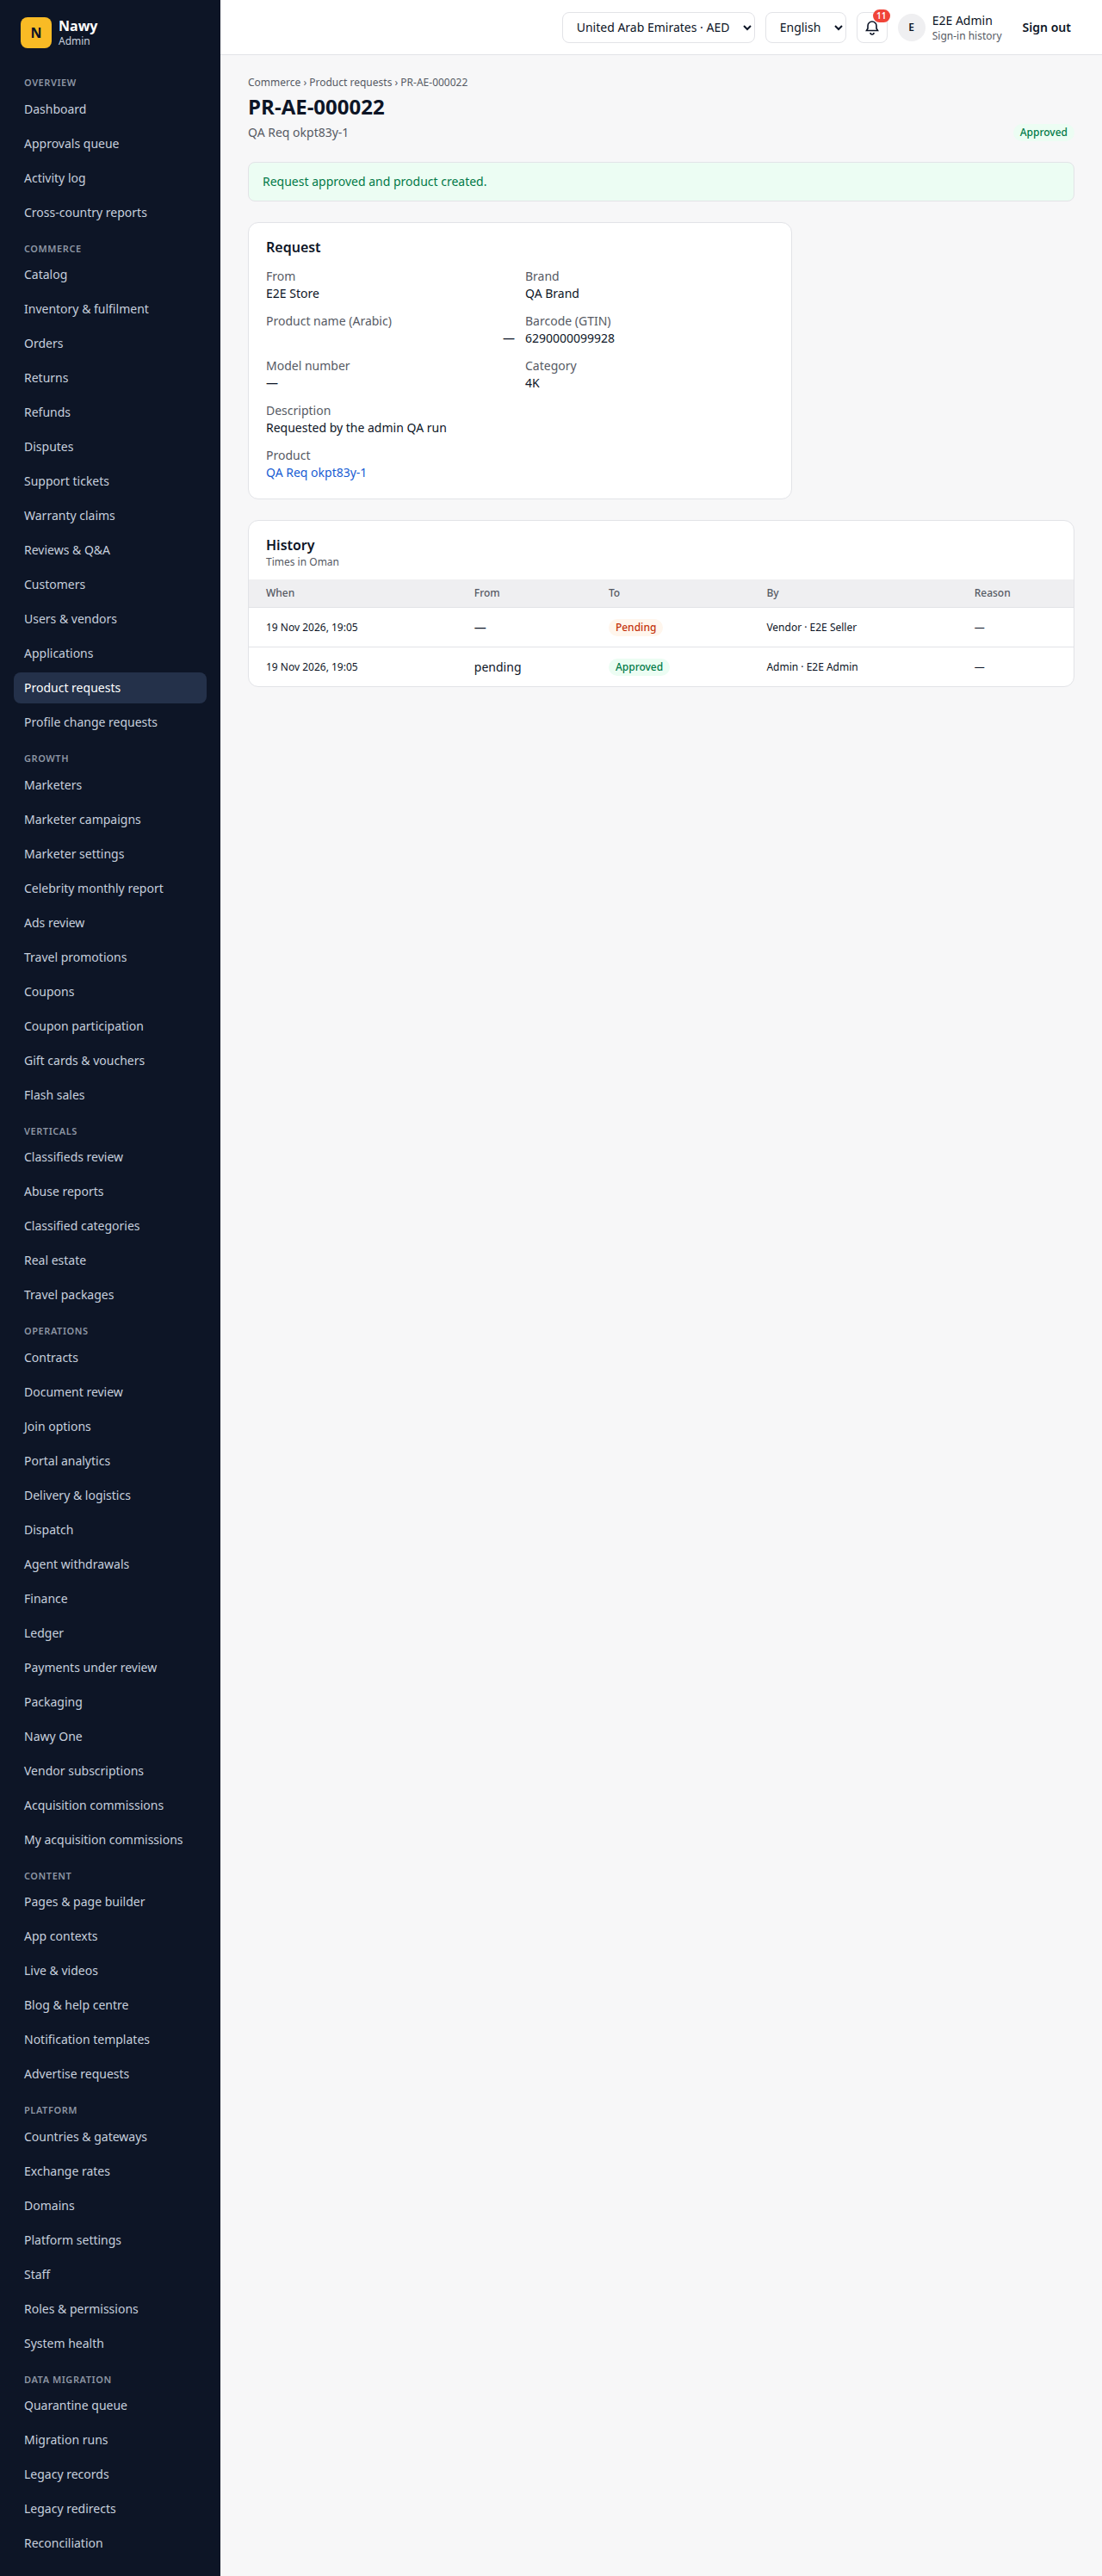 N
Nawy
Admin
OVERVIEW
Dashboard
Approvals queue
Activity log
Cross-country reports
COMMERCE
Catalog
Inventory & fulfilment
Orders
Returns
Refunds
Disputes
Support tickets
Warranty claims
Reviews & Q&A
Customers
Users & vendors
Applications
Product requests
Profile change requests
GROWTH
Marketers
Marketer campaigns
Marketer settings
Celebrity monthly report
Ads review
Travel promotions
Coupons
Coupon participation
Gift cards & vouchers
Flash sales
VERTICALS
Classifieds review
Abuse reports
Classified categories
Real estate
Travel packages
OPERATIONS
Contracts
Document review
Join options
Portal analytics
Delivery & logistics
Dispatch
Agent withdrawals
Finance
Ledger
Payments under review
Packaging
Nawy One
Vendor subscriptions
Acquisition commissions
My acquisition commissions
CONTENT
Pages & page builder
App contexts
Live & videos
Blog & help centre
Notification templates
Advertise requests
PLATFORM
Countries & gateways
Exchange rates
Domains
Platform settings
Staff
Roles & permissions
System health
DATA MIGRATION
Quarantine queue
Migration runs
Legacy records
Legacy redirects
Reconciliation
United Arab Emirates · AED
English
11
E
E2E Admin
Sign-in history
Sign out
Commerce › Product requests › PR-AE-000022
PR-AE-000022
QA Req okpt83y-1
Approved
Request approved and product created.
Request
From
E2E Store
Brand
QA Brand
Product name (Arabic)
—
Barcode (GTIN)
6290000099928
Model number
—
Category
4K
Description
Requested by the admin QA run
Product
QA Req okpt83y-1
History
Times in Oman
When From To By Reason
19 Nov 2026, 19:05 — Pending Vendor · E2E Seller —
19 Nov 2026, 19:05 pending Approved Admin · E2E Admin —